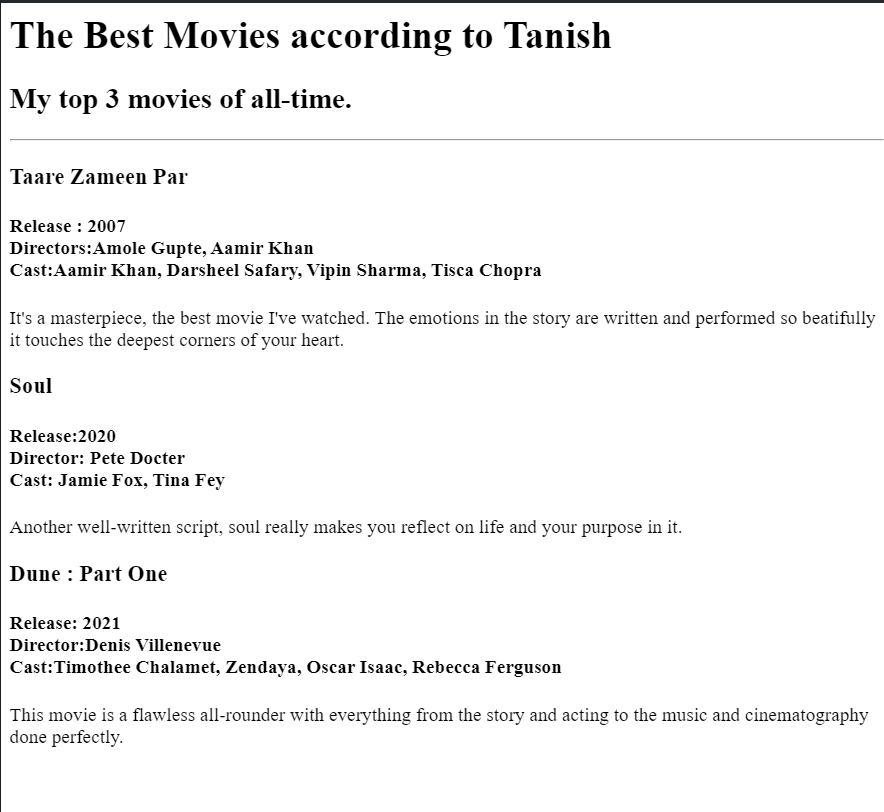 The Best Movies according to Tanish
My top 3 movies of all-time.
Taare Zameen Par
Release : 2007
Directors:Amole Gupte, Aamir Khan
Cast:Aamir Khan, Darsheel Safary, Vipin Sharma, Tisca Chopra
It's a masterpiece, the best movie I've watched. The emotions in the story are written and performed so beatifully
it touches the deepest corners of your heart.
Soul
Release:2020
Director: Pete Docter
Cast: Jamie Fox, Tina Fey
Another well-written script, soul really makes you reflect on life and your purpose in it.
Dune : Part One
Release: 2021
Director:Denis Villenevue
Cast:Timothee Chalamet, Zendaya, Oscar Isaac, Rebecca Ferguson
This movie is a flawless all-rounder with everything from the story and acting to the music and cinematography
done perfectly.